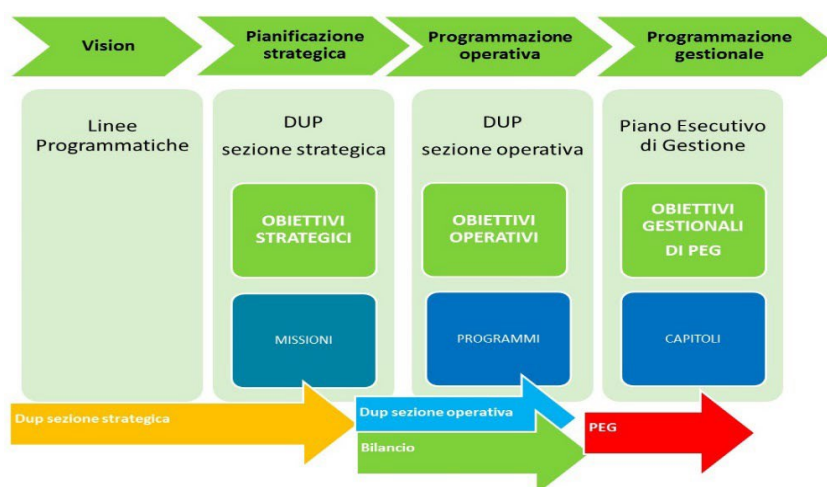 Vision
Pianificazione
strategica
Programmazione
operativa
Programmazione
gestionale
Linee
Programmatiche
DUP
sezione strategica
DUP
sezione operativa
Piano Esecutivo
di Gestione
OBIETTIVI
STRATEGICI
OBIETTIVI
OPERATIVI
OBIETTIVI
GESTIONALI
DI PEG
MISSIONI
PROGRAMMI
CAPITOLI
Dup sezione strategica
Dup sezione operativa
Bilancio
PEG